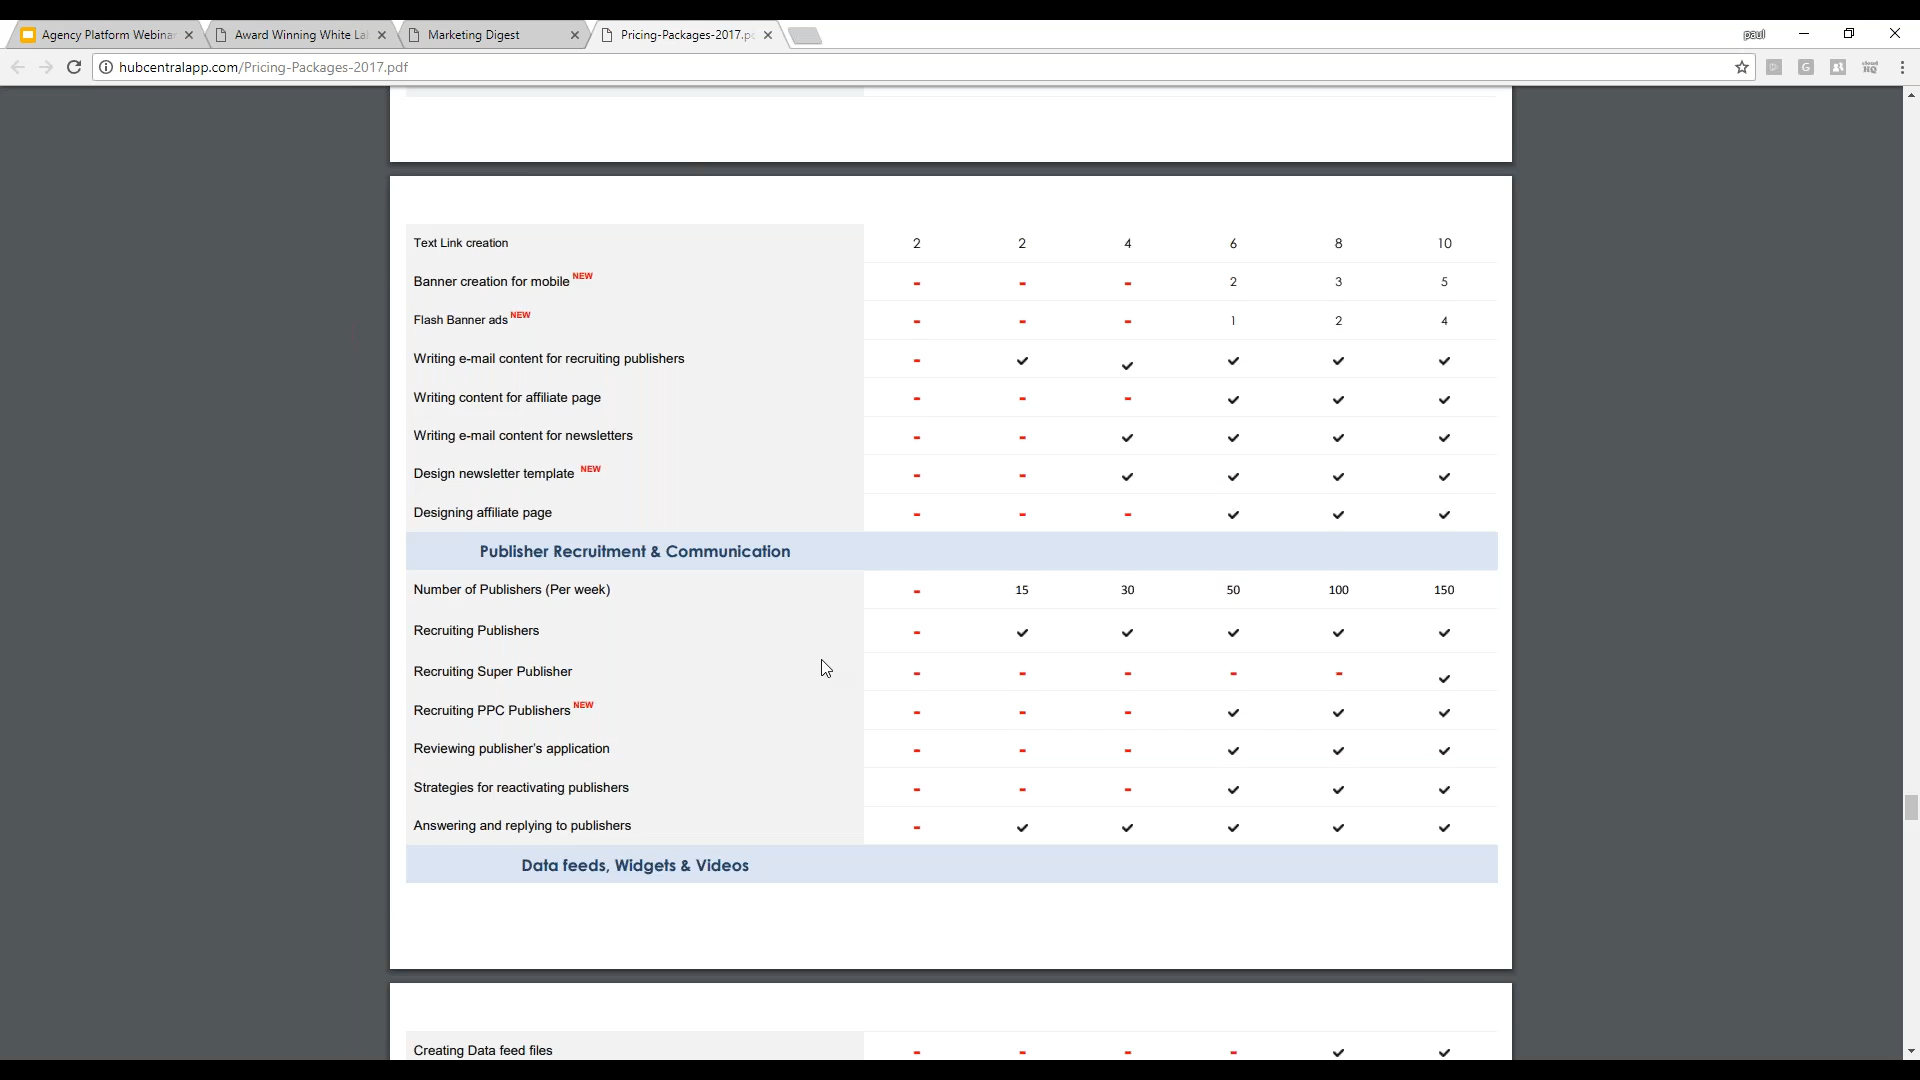 Agency Platform Webinar
Award Winning White La
Marketing Digest
Pricing-Packages-2017.p
paul
hubcentralapp.com/Pricing-Packages-2017.pdf
Text Link creation 2 2 4 6 8 10
Banner creation for mobile NEW - - - 2 3 5
Flash Banner ads NEW - - - 1 2 4
Writing e-mail content for recruiting publishers - ✔ ✔ ✔ ✔ ✔
Writing content for affiliate page - - - ✔ ✔ ✔
Writing e-mail content for newsletters - - ✔ ✔ ✔ ✔
Design newsletter template NEW - - ✔ ✔ ✔ ✔
Designing affiliate page - - - ✔ ✔ ✔
Publisher Recruitment & Communication
Number of Publishers (Per week) - 15 30 50 100 150
Recruiting Publishers - ✔ ✔ ✔ ✔ ✔
Recruiting Super Publisher - - - - - ✔
Recruiting PPC Publishers NEW - - - ✔ ✔ ✔
Reviewing publisher's application - - - ✔ ✔ ✔
Strategies for reactivating publishers - - - ✔ ✔ ✔
Answering and replying to publishers - ✔ ✔ ✔ ✔ ✔
Data feeds, Widgets & Videos
Creating Data feed files - - - - ✔ ✔